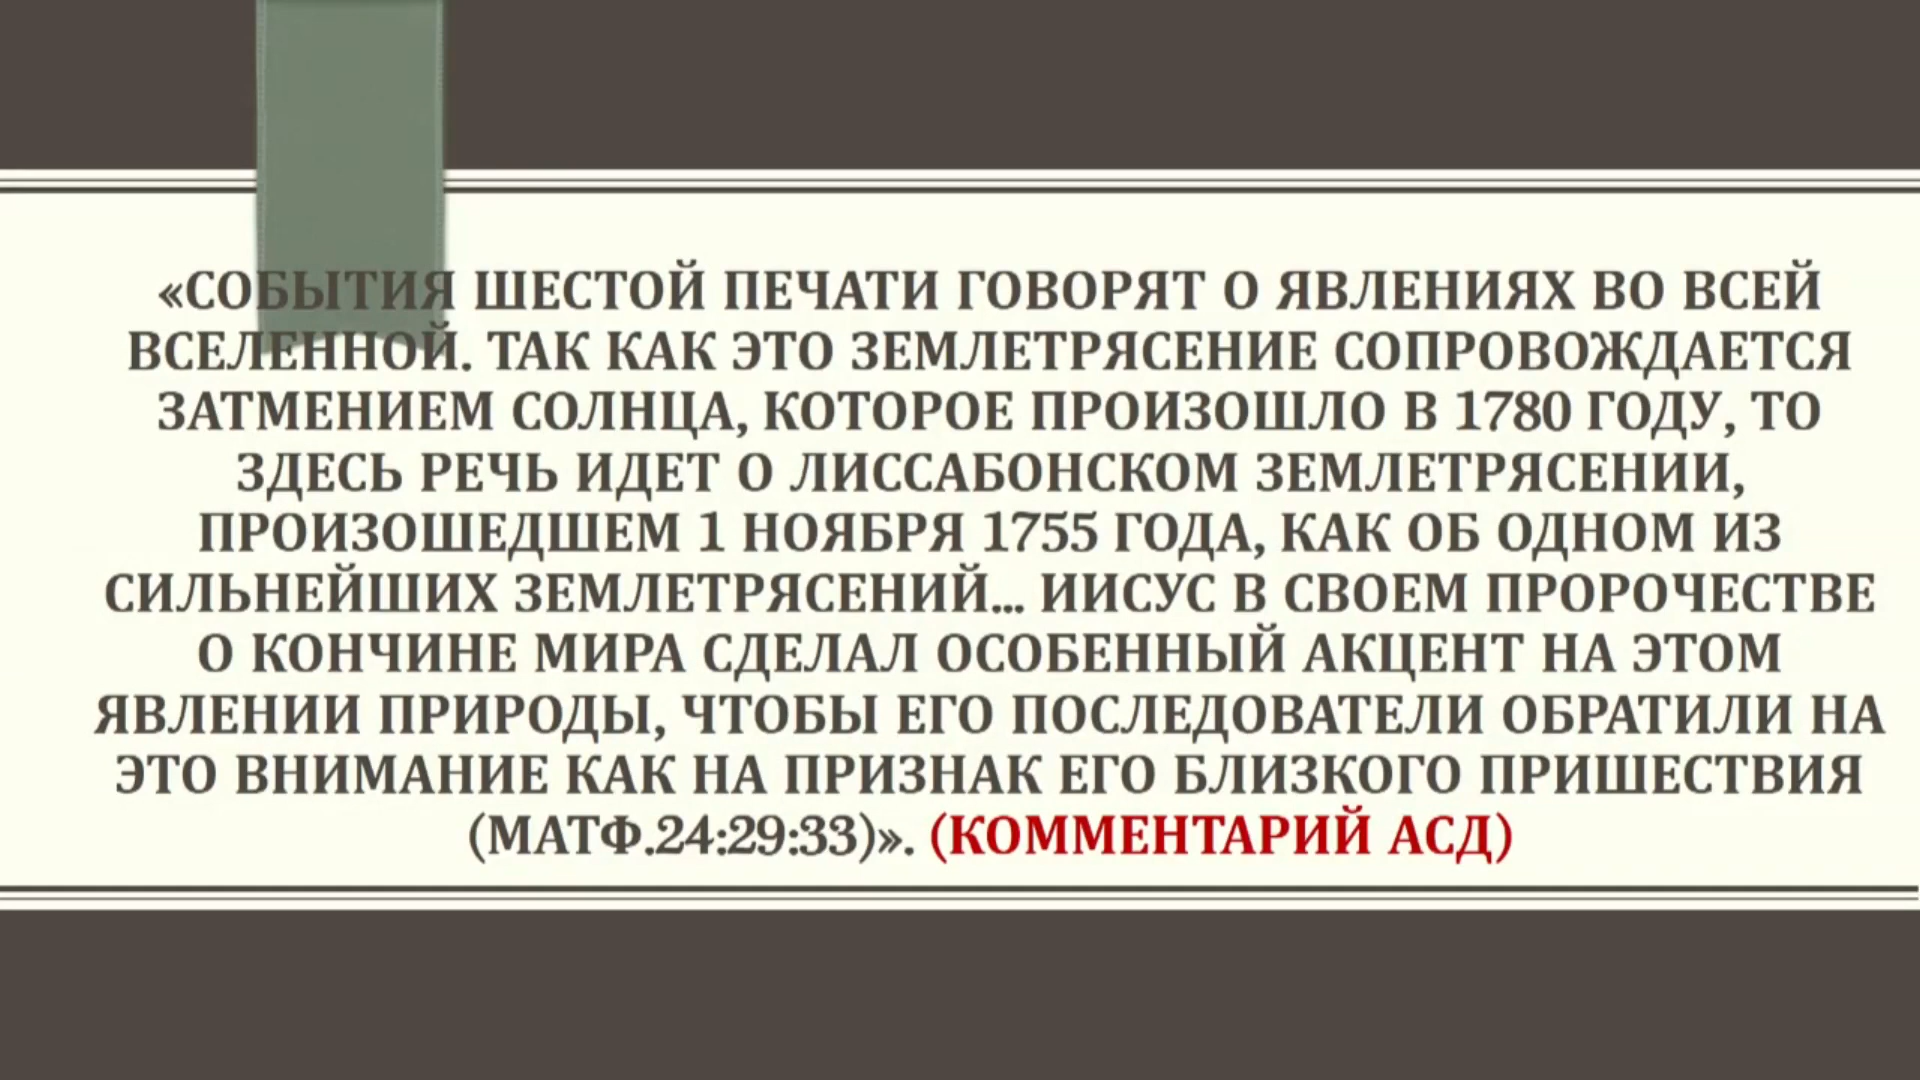 «СОБЫТИЯ ШЕСТОЙ ПЕЧАТИ ГОВОРЯТ О ЯВЛЕНИЯХ ВО ВСЕЙ
ВСЕЛЕННОЙ. ТАК КАК ЭТО ЗЕМЛЕТРЯСЕНИЕ СОПРОВОЖДАЕТСЯ
ЗАТМЕНИЕМ СОЛНЦА, КОТОРОЕ ПРОИЗОШЛО В 1780 ГОДУ, ТО
ЗДЕСЬ РЕЧЬ ИДЕТ О ЛИССАБОНСКОМ ЗЕМЛЕТРЯСЕНИИ,
ПРОИЗОШЕДШЕМ 1 НОЯБРЯ 1755 ГОДА, КАК ОБ ОДНОМ ИЗ
СИЛЬНЕЙШИХ ЗЕМЛЕТРЯСЕНИЙ... ИИСУС В СВОЕМ ПРОРОЧЕСТВЕ
О КОНЧИНЕ МИРА СДЕЛАЛ ОСОБЕННЫЙ АКЦЕНТ НА ЭТОМ
ЯВЛЕНИИ ПРИРОДЫ, ЧТОБЫ ЕГО ПОСЛЕДОВАТЕЛИ ОБРАТИЛИ НА
ЭТО ВНИМАНИЕ КАК НА ПРИЗНАК ЕГО БЛИЗКОГО ПРИШЕСТВИЯ
(МАТФ.24:29:33)». (КОММЕНТАРИЙ АСД)